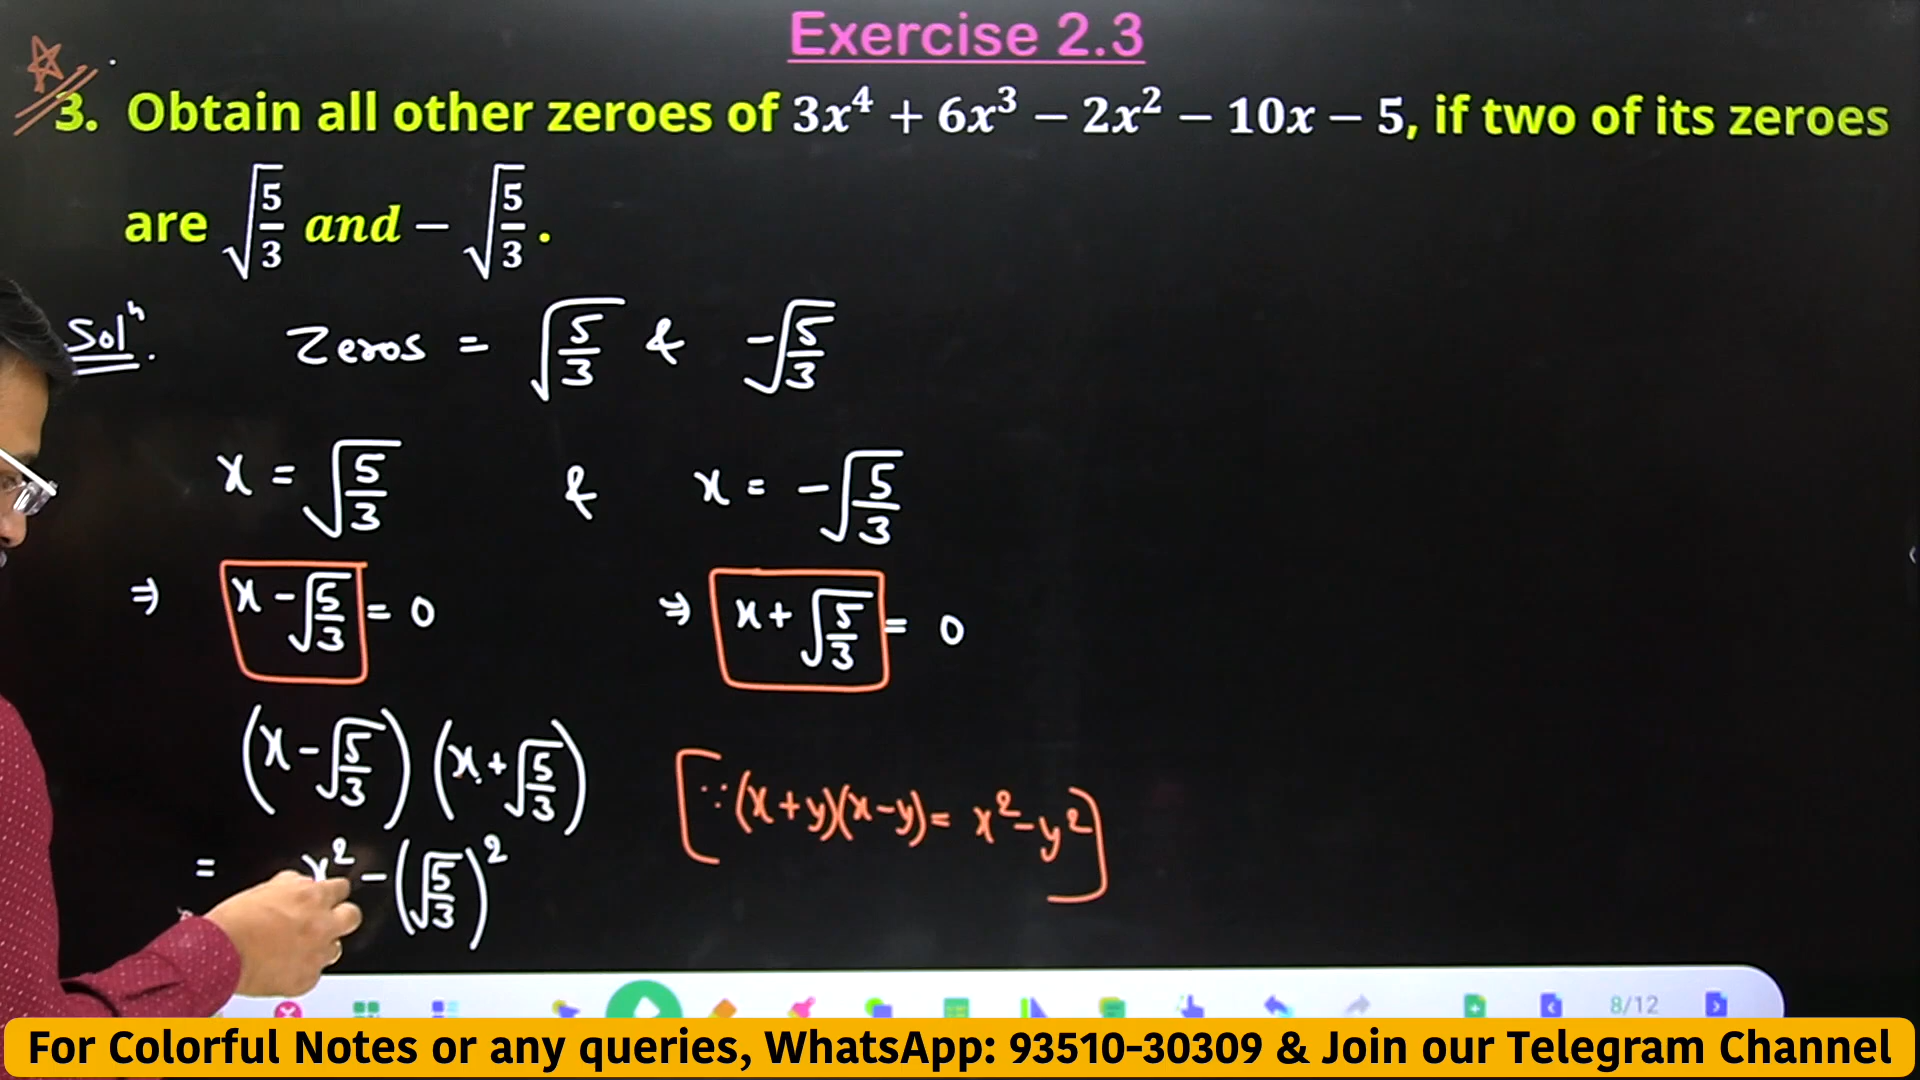 Exercise 2.3
3. Obtain all other zeroes of 3x⁴ + 6x³ − 2x² − 10x − 5, if two of its zeroes
are √(5/3) and − √(5/3).
Solⁿ. Zeros = √(5/3) & -√(5/3)
x = √(5/3) & x = -√(5/3)
⇒ x - √(5/3) = 0 ⇒ x + √(5/3) = 0
(x - √(5/3)) (x + √(5/3)) [∵ (x+y)(x-y) = x² - y²]
= x² - (√(5/3))²
8/12
For Colorful Notes or any queries, WhatsApp: 93510-30309 & Join our Telegram Channel